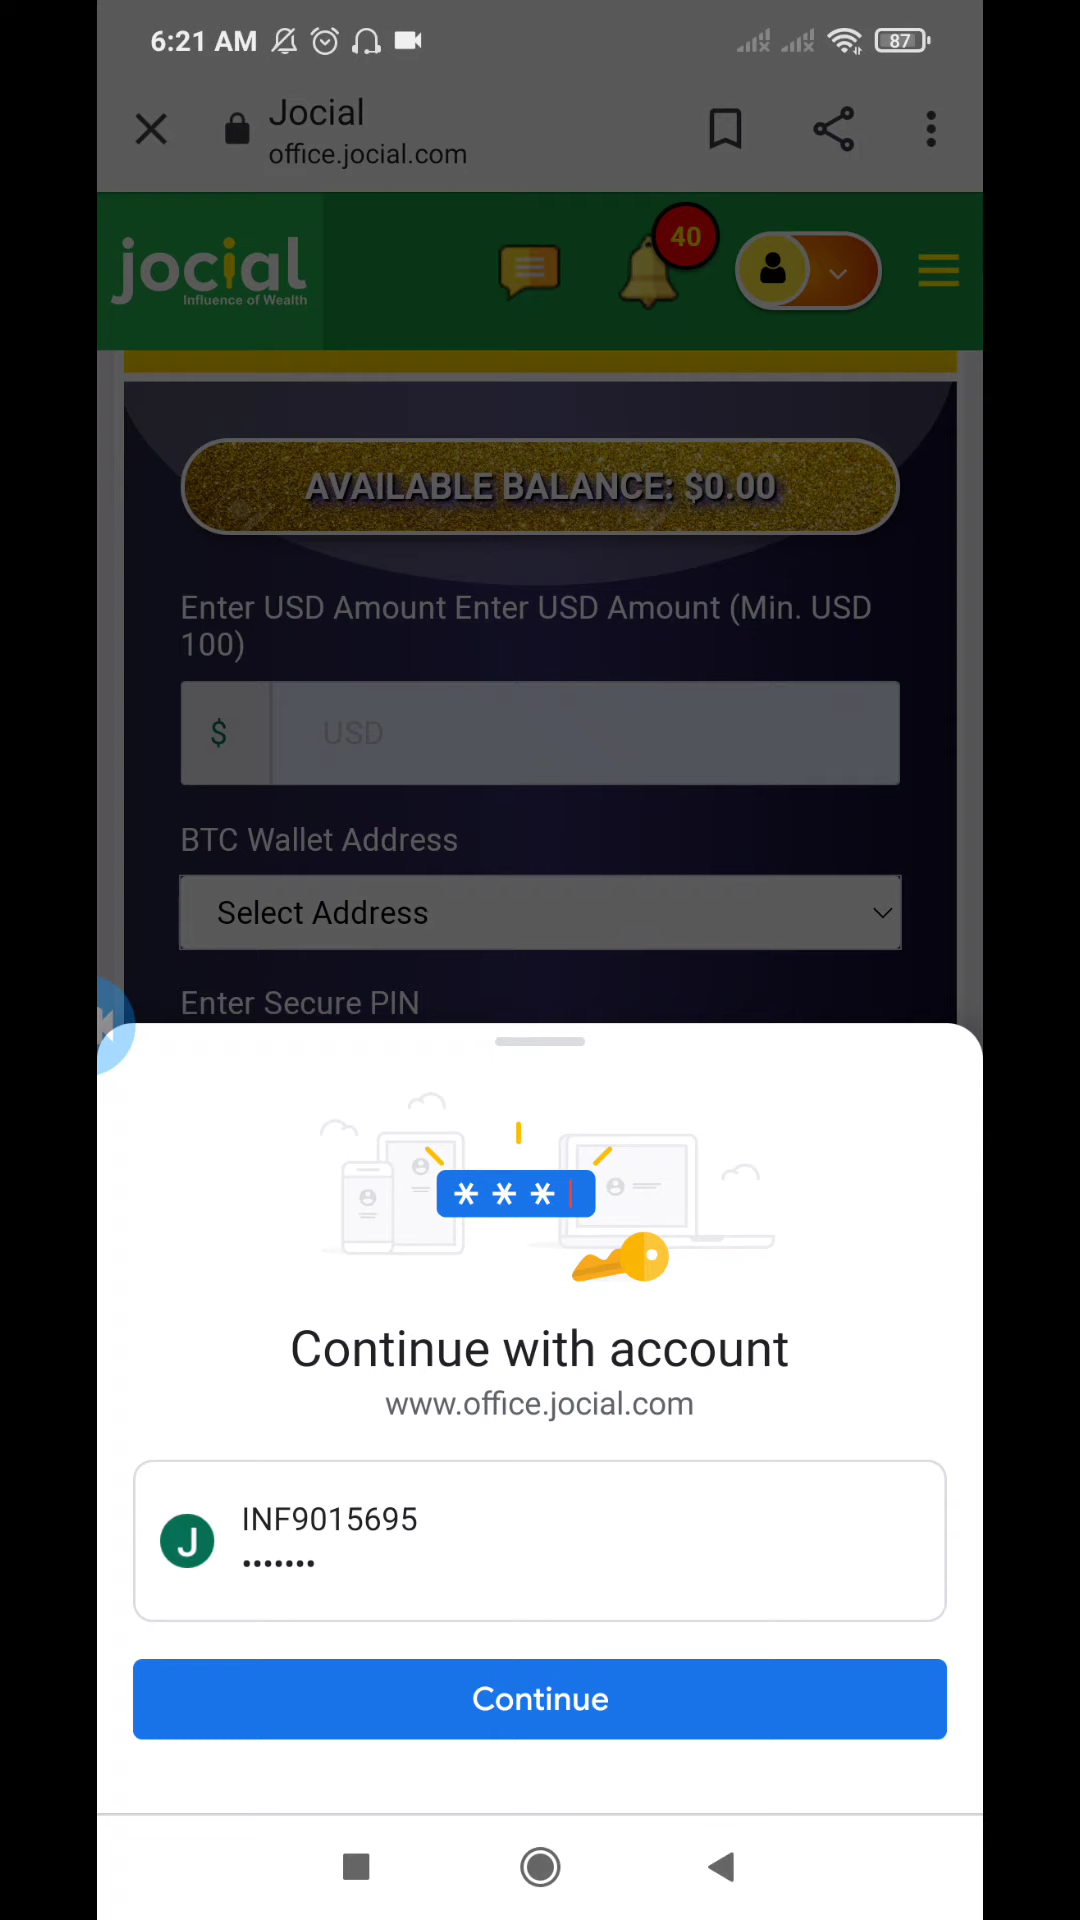 6:21 AM
87
Jocial
office.jocial.com
jocial
Influence of Wealth
40
AVAILABLE BALANCE: $0.00
Enter USD Amount Enter USD Amount (Min. USD
100)
$ USD
BTC Wallet Address
Select Address
Enter Secure PIN
***
Continue with account
www.office.jocial.com
J
INF9015695
•••••••
Continue